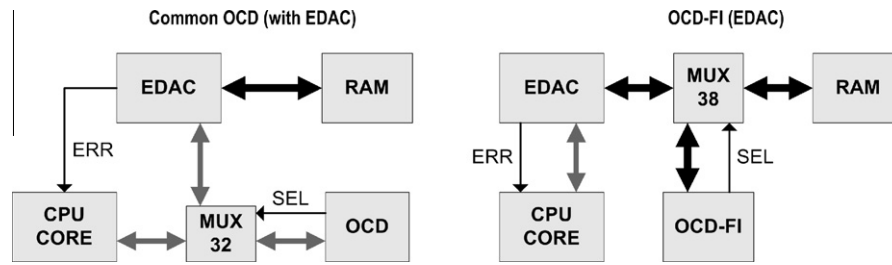 Common OCD (with EDAC)
EDAC
RAM
ERR
SEL
CPU
CORE
MUX
32
OCD
OCD-FI (EDAC)
EDAC
MUX
38
RAM
ERR
SEL
CPU
CORE
OCD-FI